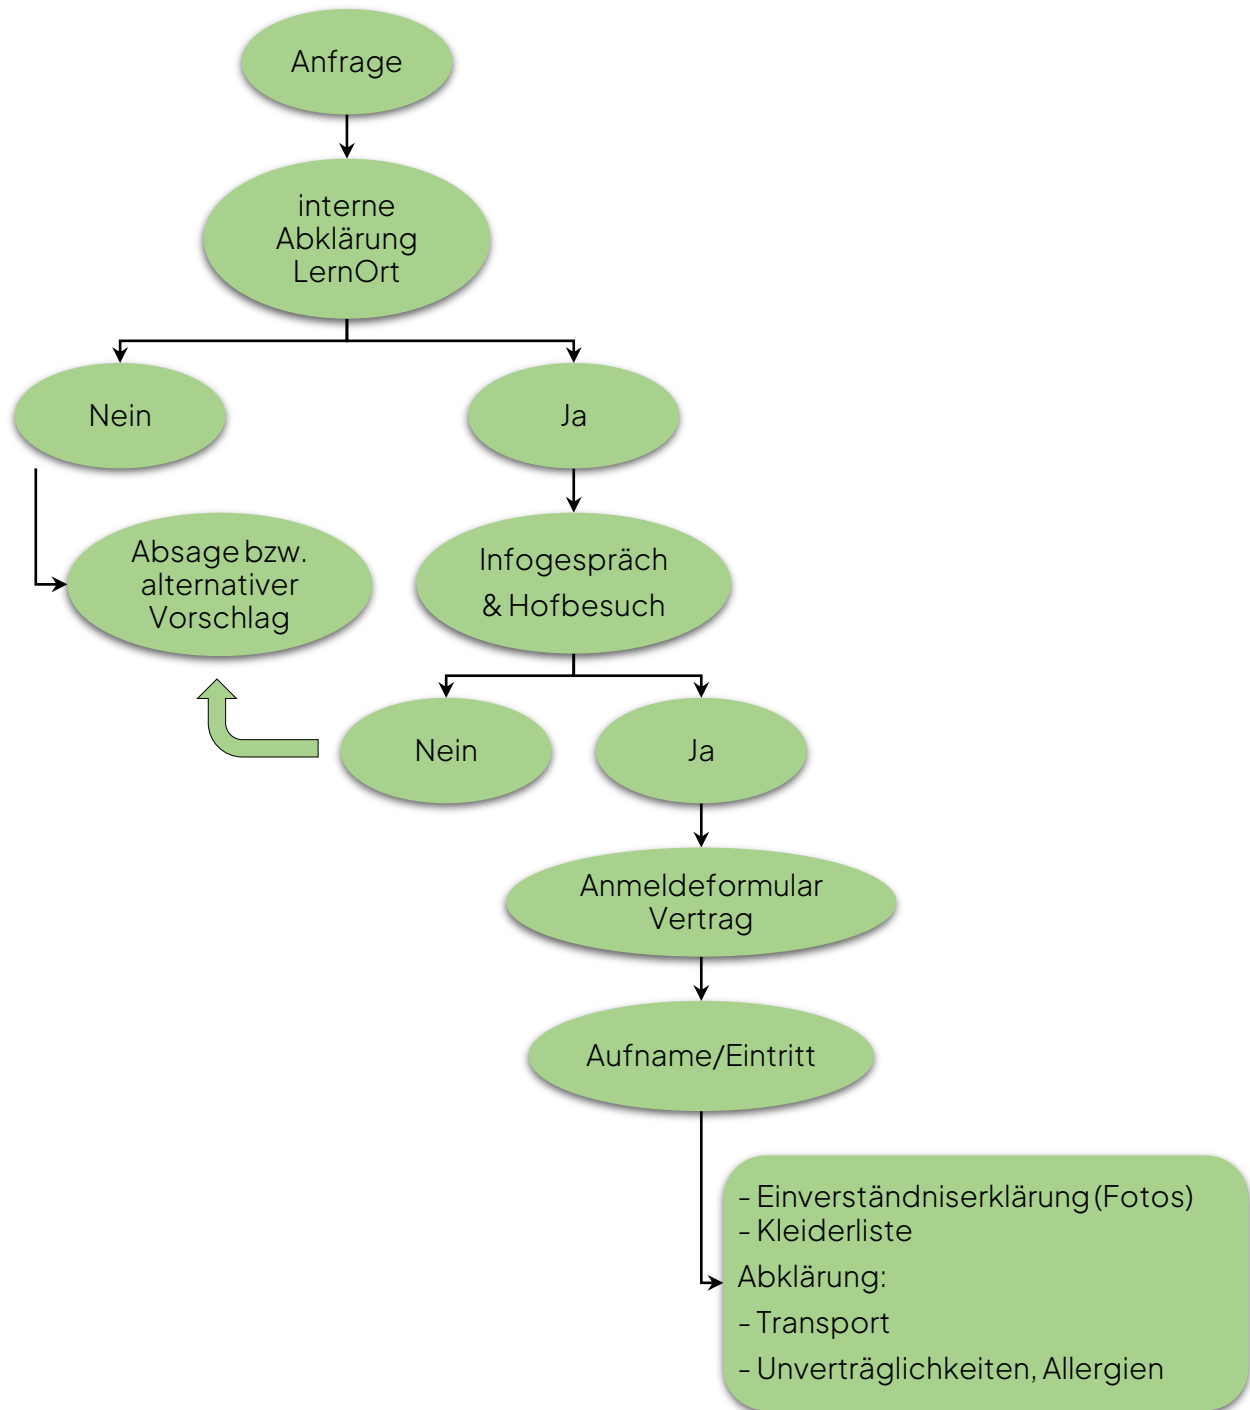 Anfrage
interne
Abklärung
LernOrt
Nein
Ja
Absage bzw.
alternativer
Vorschlag
Infogespräch
& Hofbesuch
Nein
Ja
Anmeldeformular
Vertrag
Aufname/Eintritt
- Einverständniserklärung (Fotos)
- Kleiderliste
Abklärung:
- Transport
- Unverträglichkeiten, Allergien